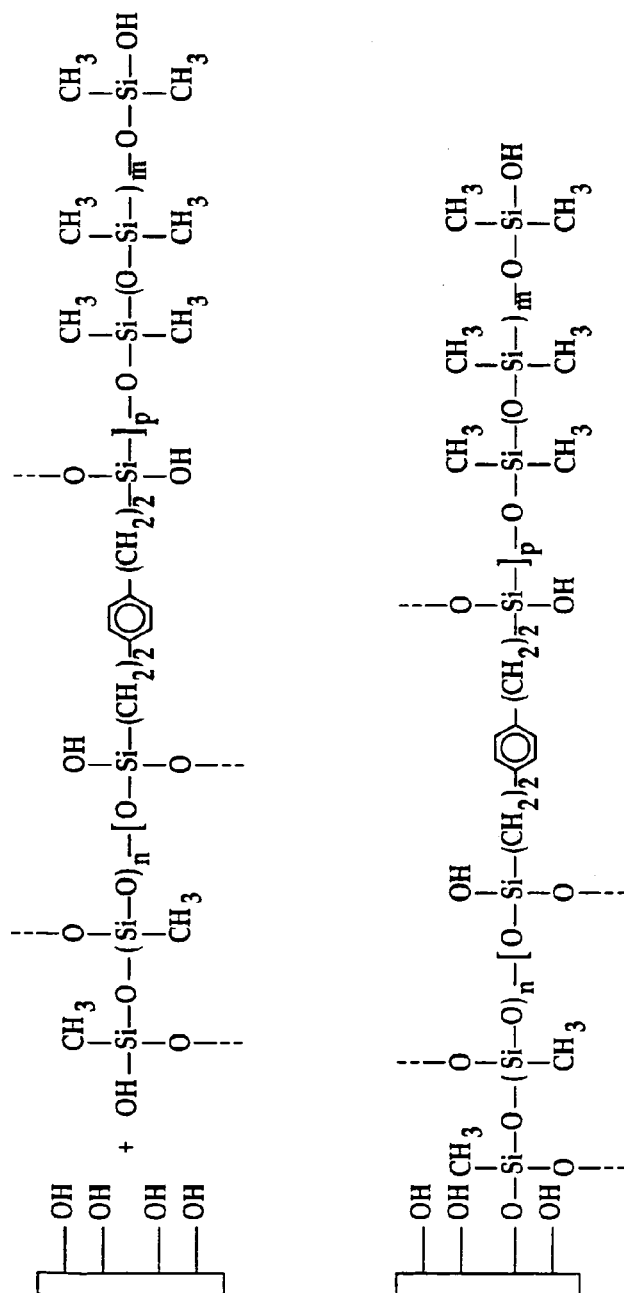 OH CH3 O OH O CH3 CH3 CH3
OH
+ OH–Si–O–(Si–O)n–[O–Si–(CH2)2–(CH2)2–Si–]p–O–Si–(O–Si–)m–O–Si–OH
OH
OH O CH3 O OH CH3 CH3 CH3
OH
OH CH3 O OH O CH3 CH3 CH3
O–Si–O–(Si–O)n–[O–Si–(CH2)2–(CH2)2–Si–]p–O–Si–(O–Si–)m–O–Si–OH
OH O CH3 O OH CH3 CH3 CH3